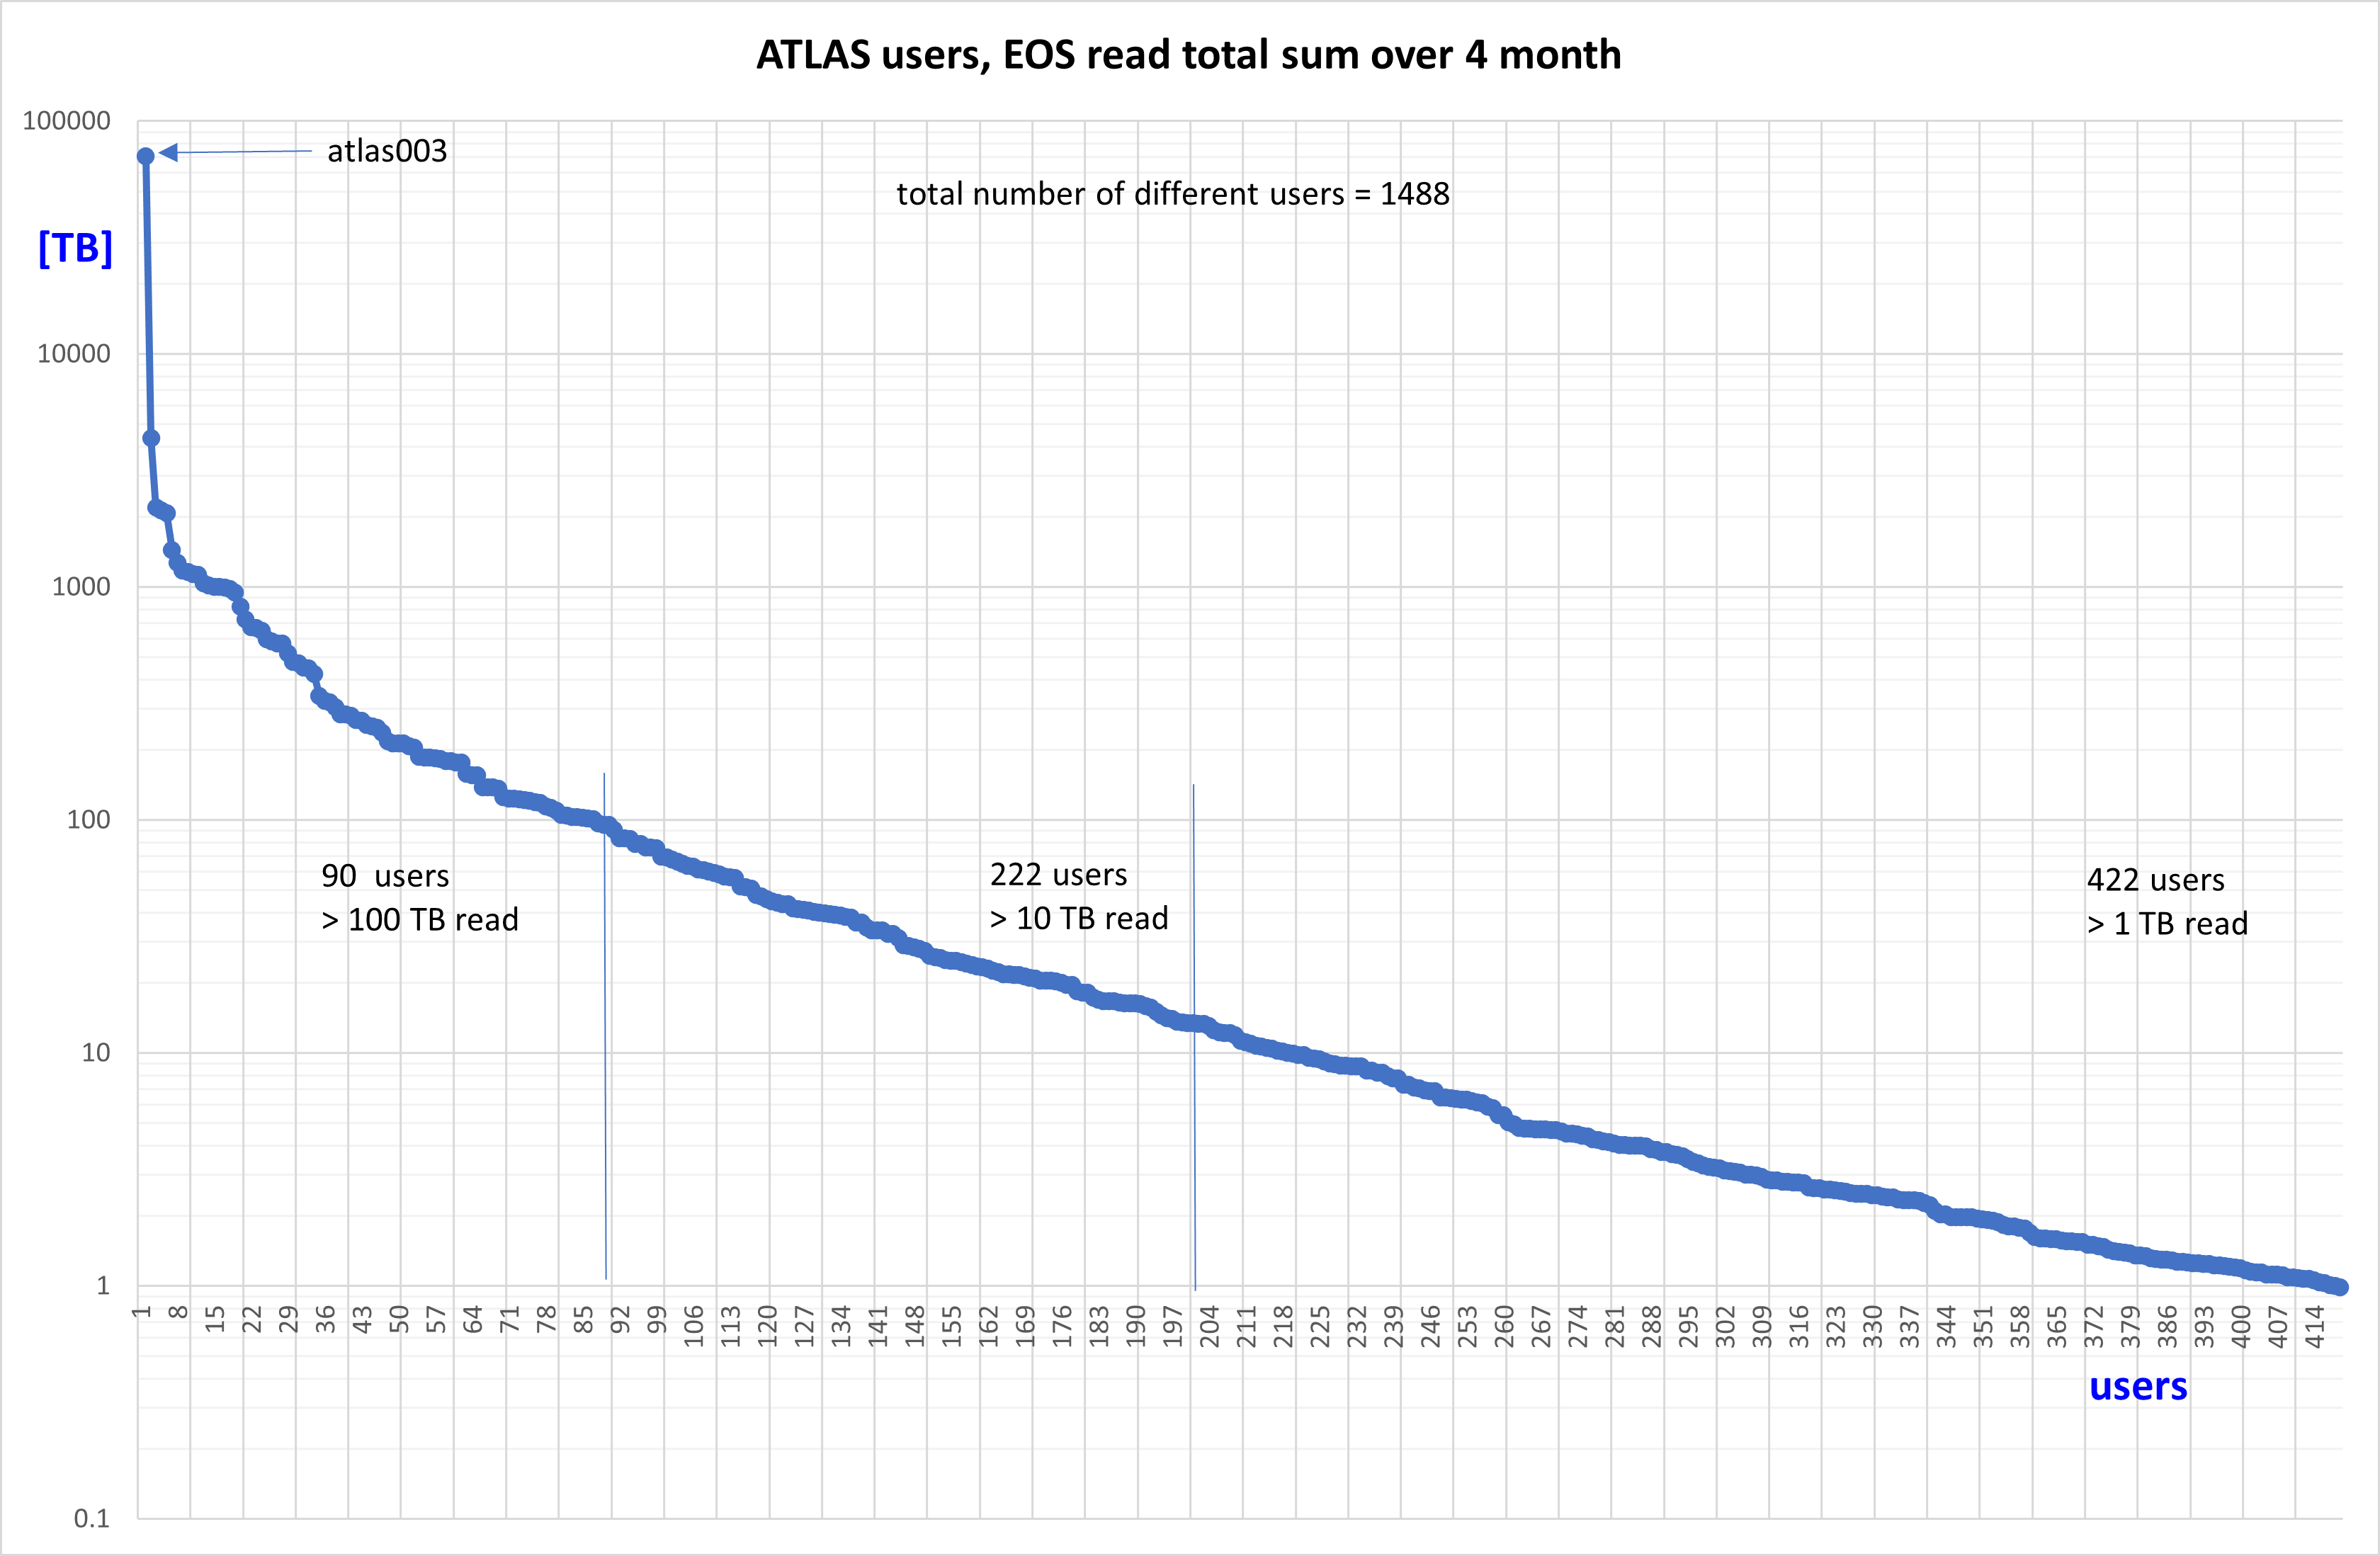 ATLAS users, EOS read total sum over 4 month
100000
atlas003
total number of different users = 1488
[TB]
10000
1000
100
90  users
> 100 TB read
222 users
> 10 TB read
422 users
> 1 TB read
10
1
1 8 15 22 29 36 43 50 57 64 71 78 85 92 99 106 113 120 127 134 141 148 155 162 169 176 183 190 197 204 211 218 225 232 239 246 253 260 267 274 281 288 295 302 309 316 323 330 337 344 351 358 365 372 379 386 393 400 407 414
users
0.1